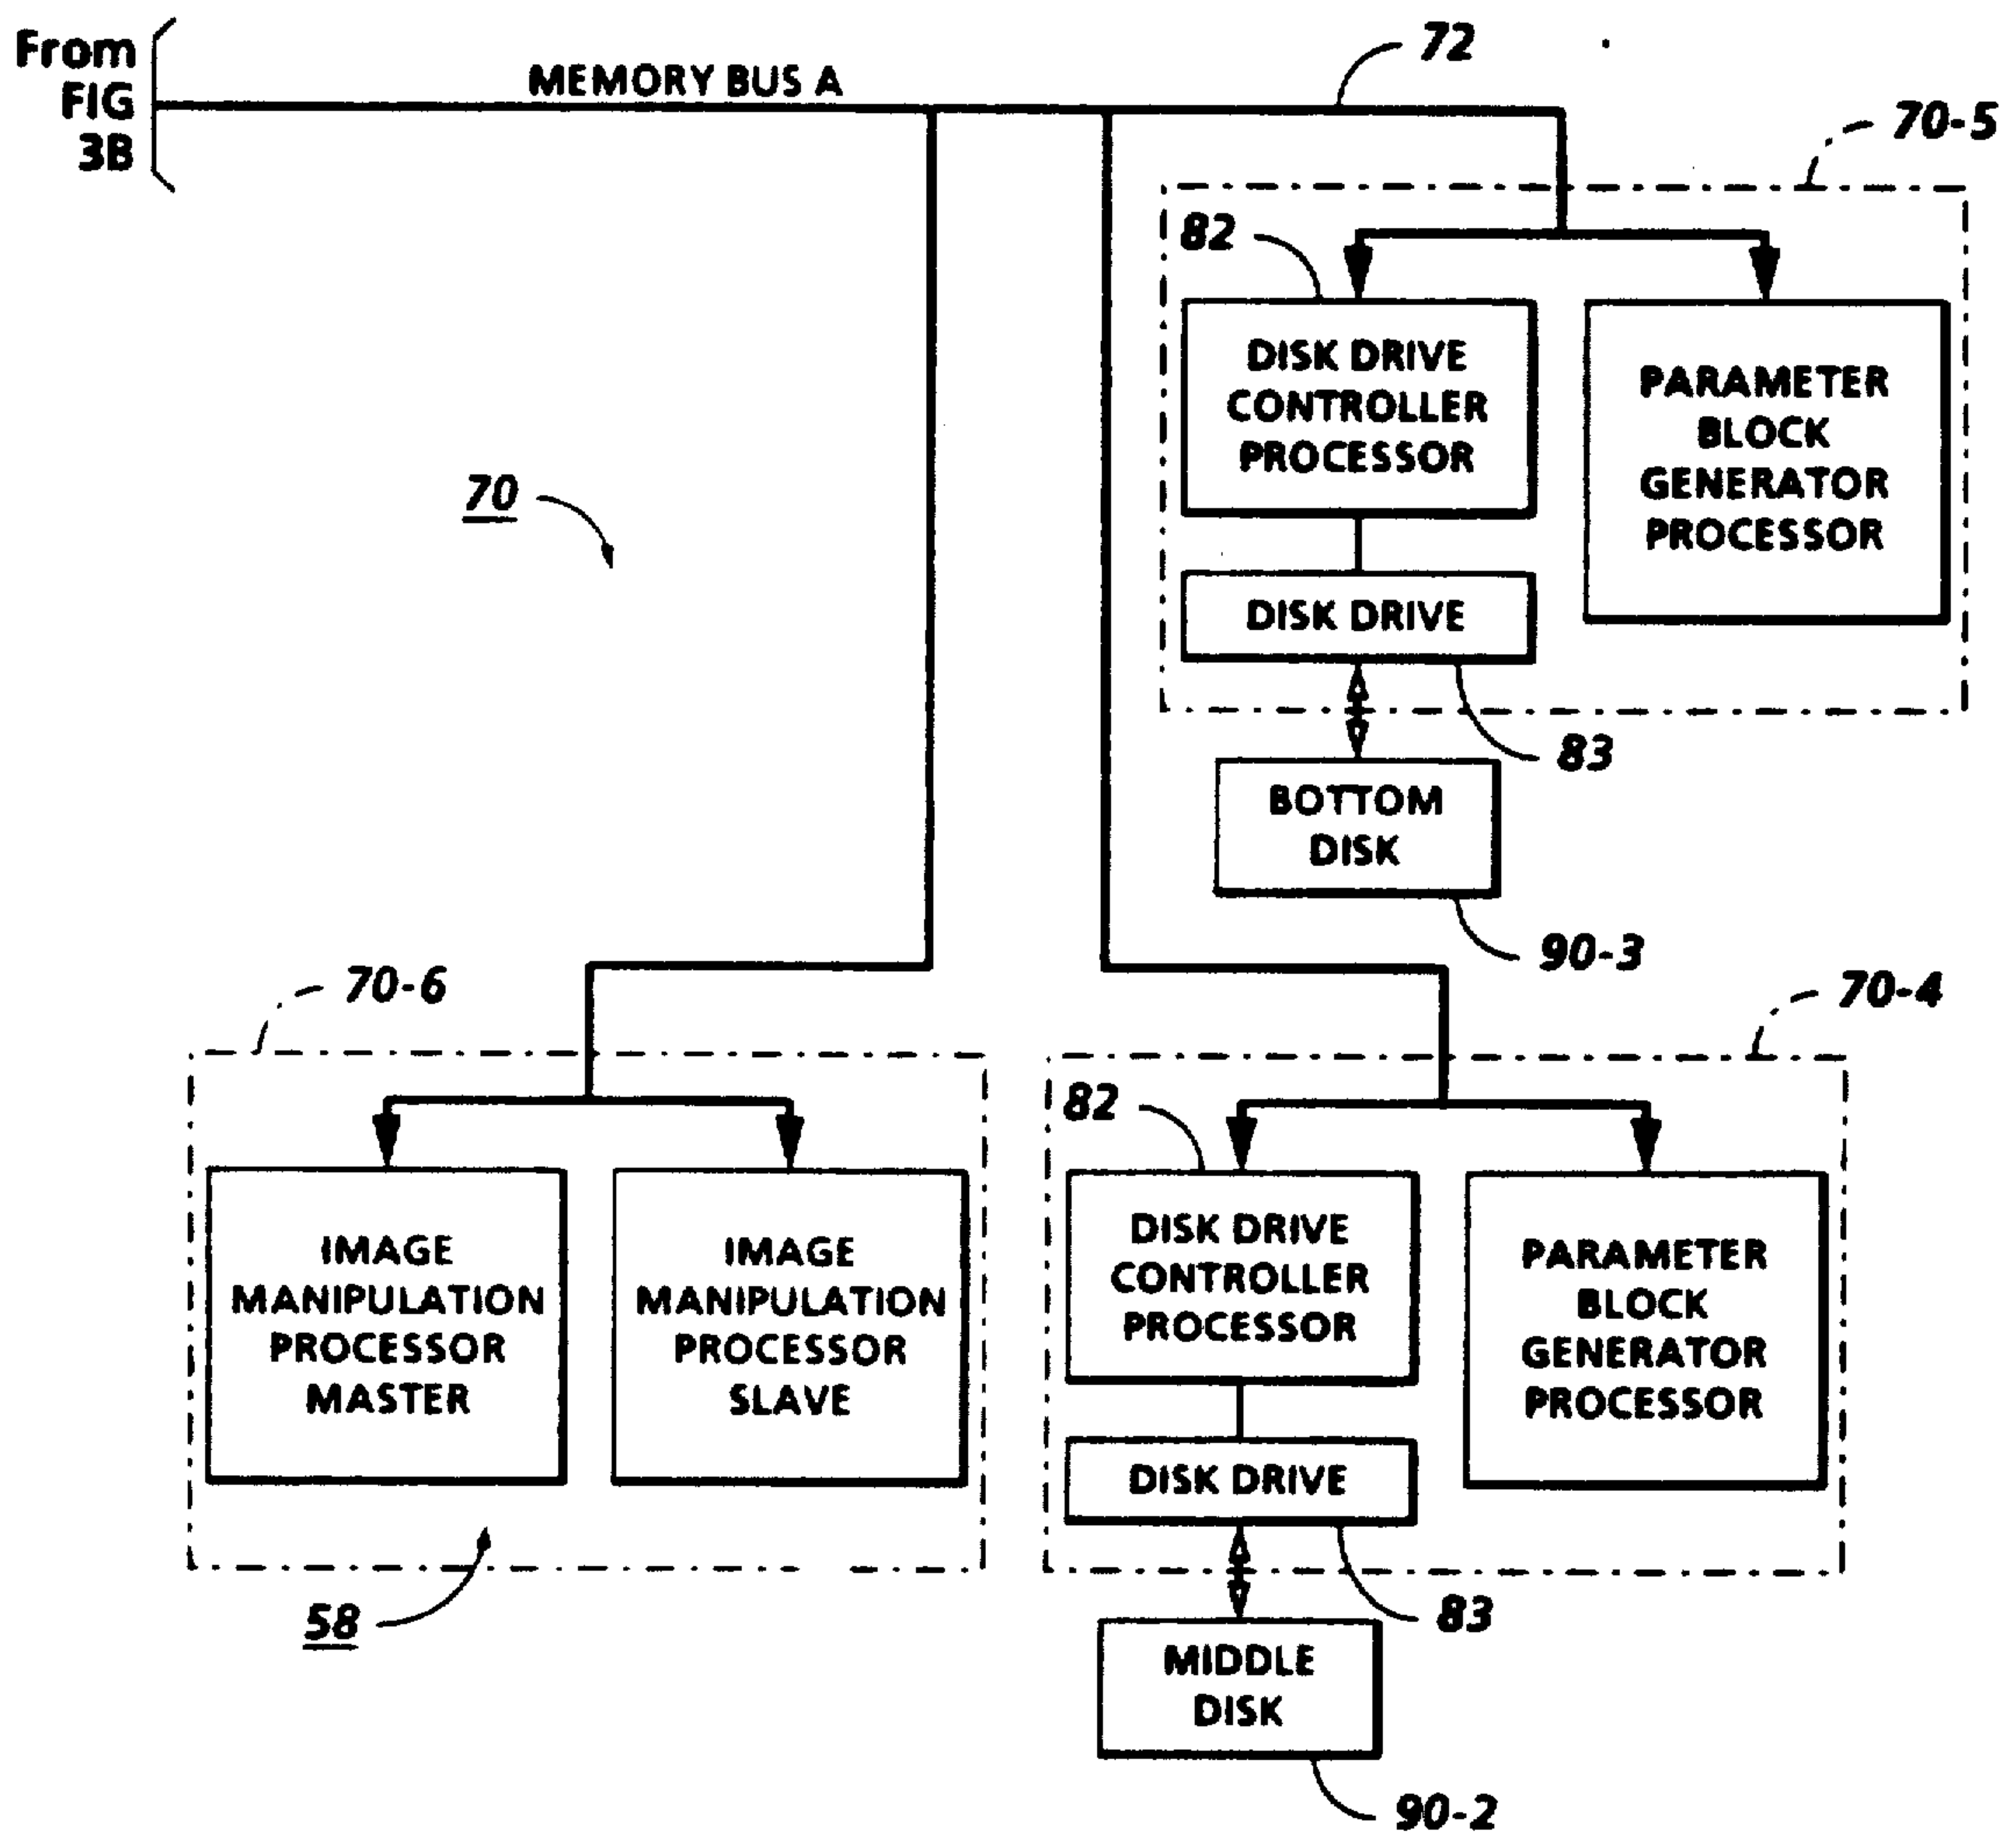 From
FIG
3B
MEMORY BUS A
72
70-5
82
DISK DRIVE
CONTROLLER
PROCESSOR
PARAMETER
BLOCK
GENERATOR
PROCESSOR
70
DISK DRIVE
83
BOTTOM
DISK
90-3
70-6
70-4
82
IMAGE
MANIPULATION
PROCESSOR
MASTER
IMAGE
MANIPULATION
PROCESSOR
SLAVE
DISK DRIVE
CONTROLLER
PROCESSOR
PARAMETER
BLOCK
GENERATOR
PROCESSOR
DISK DRIVE
58
83
MIDDLE
DISK
90-2